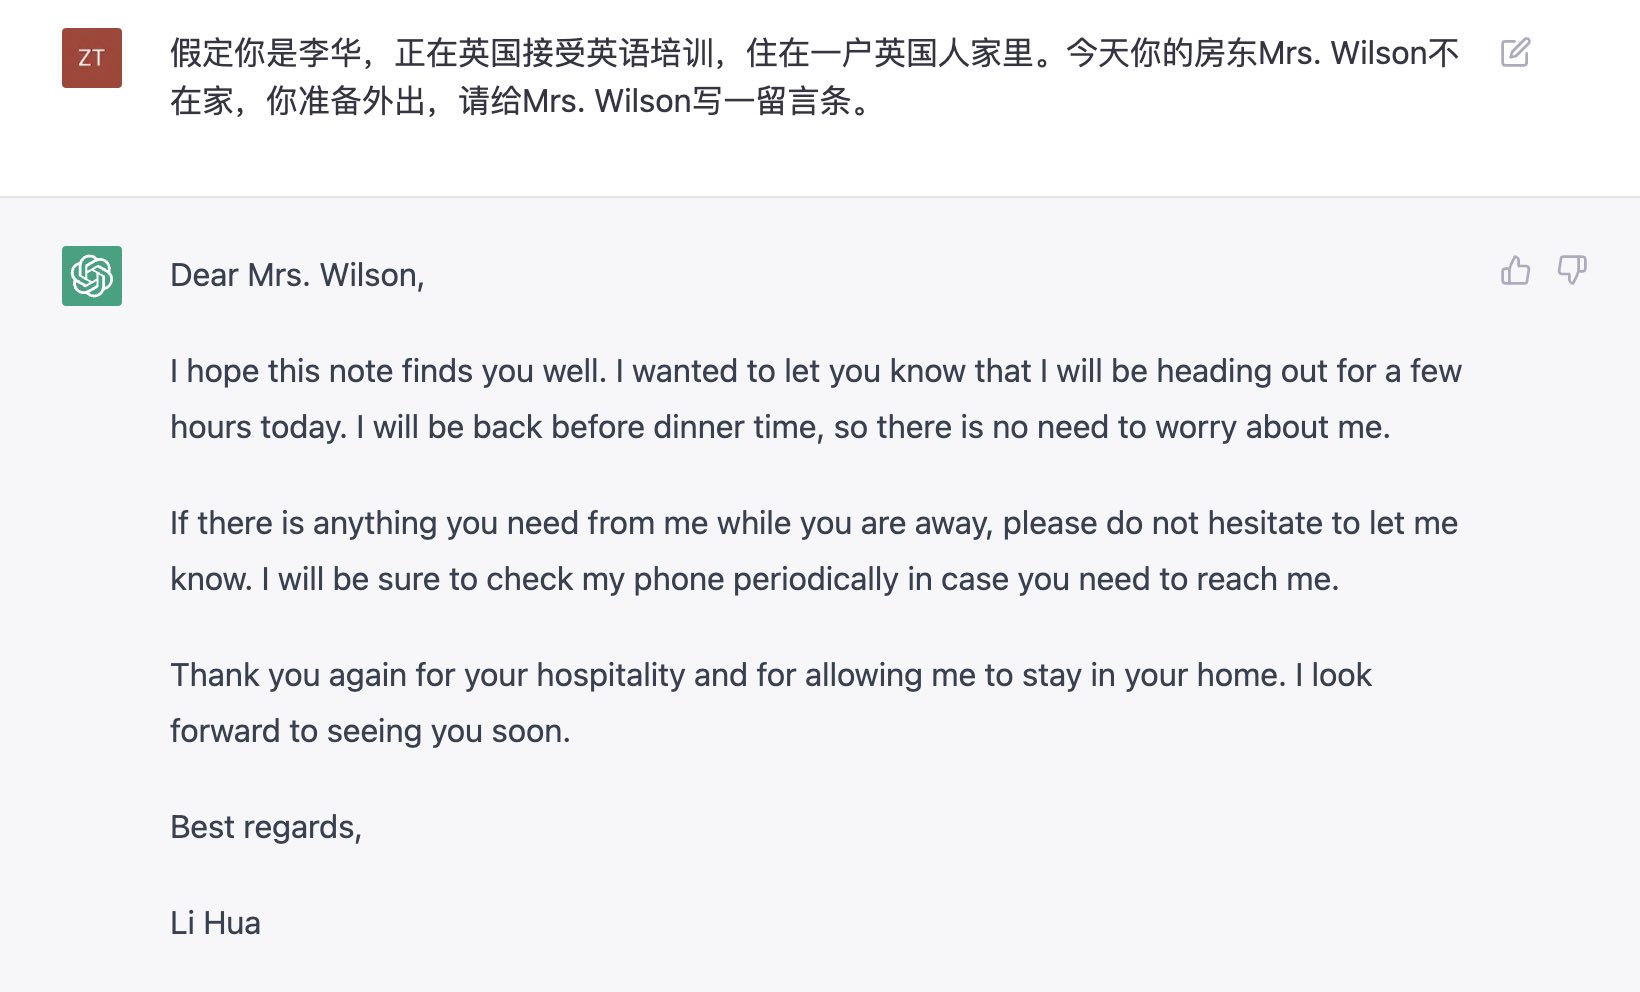 ZT
假定你是李华，正在英国接受英语培训，住在一户英国人家里。今天你的房东Mrs. Wilson不
在家，你准备外出，请给Mrs. Wilson写一留言条。
Dear Mrs. Wilson,
I hope this note finds you well. I wanted to let you know that I will be heading out for a few
hours today. I will be back before dinner time, so there is no need to worry about me.
If there is anything you need from me while you are away, please do not hesitate to let me
know. I will be sure to check my phone periodically in case you need to reach me.
Thank you again for your hospitality and for allowing me to stay in your home. I look
forward to seeing you soon.
Best regards,
Li Hua